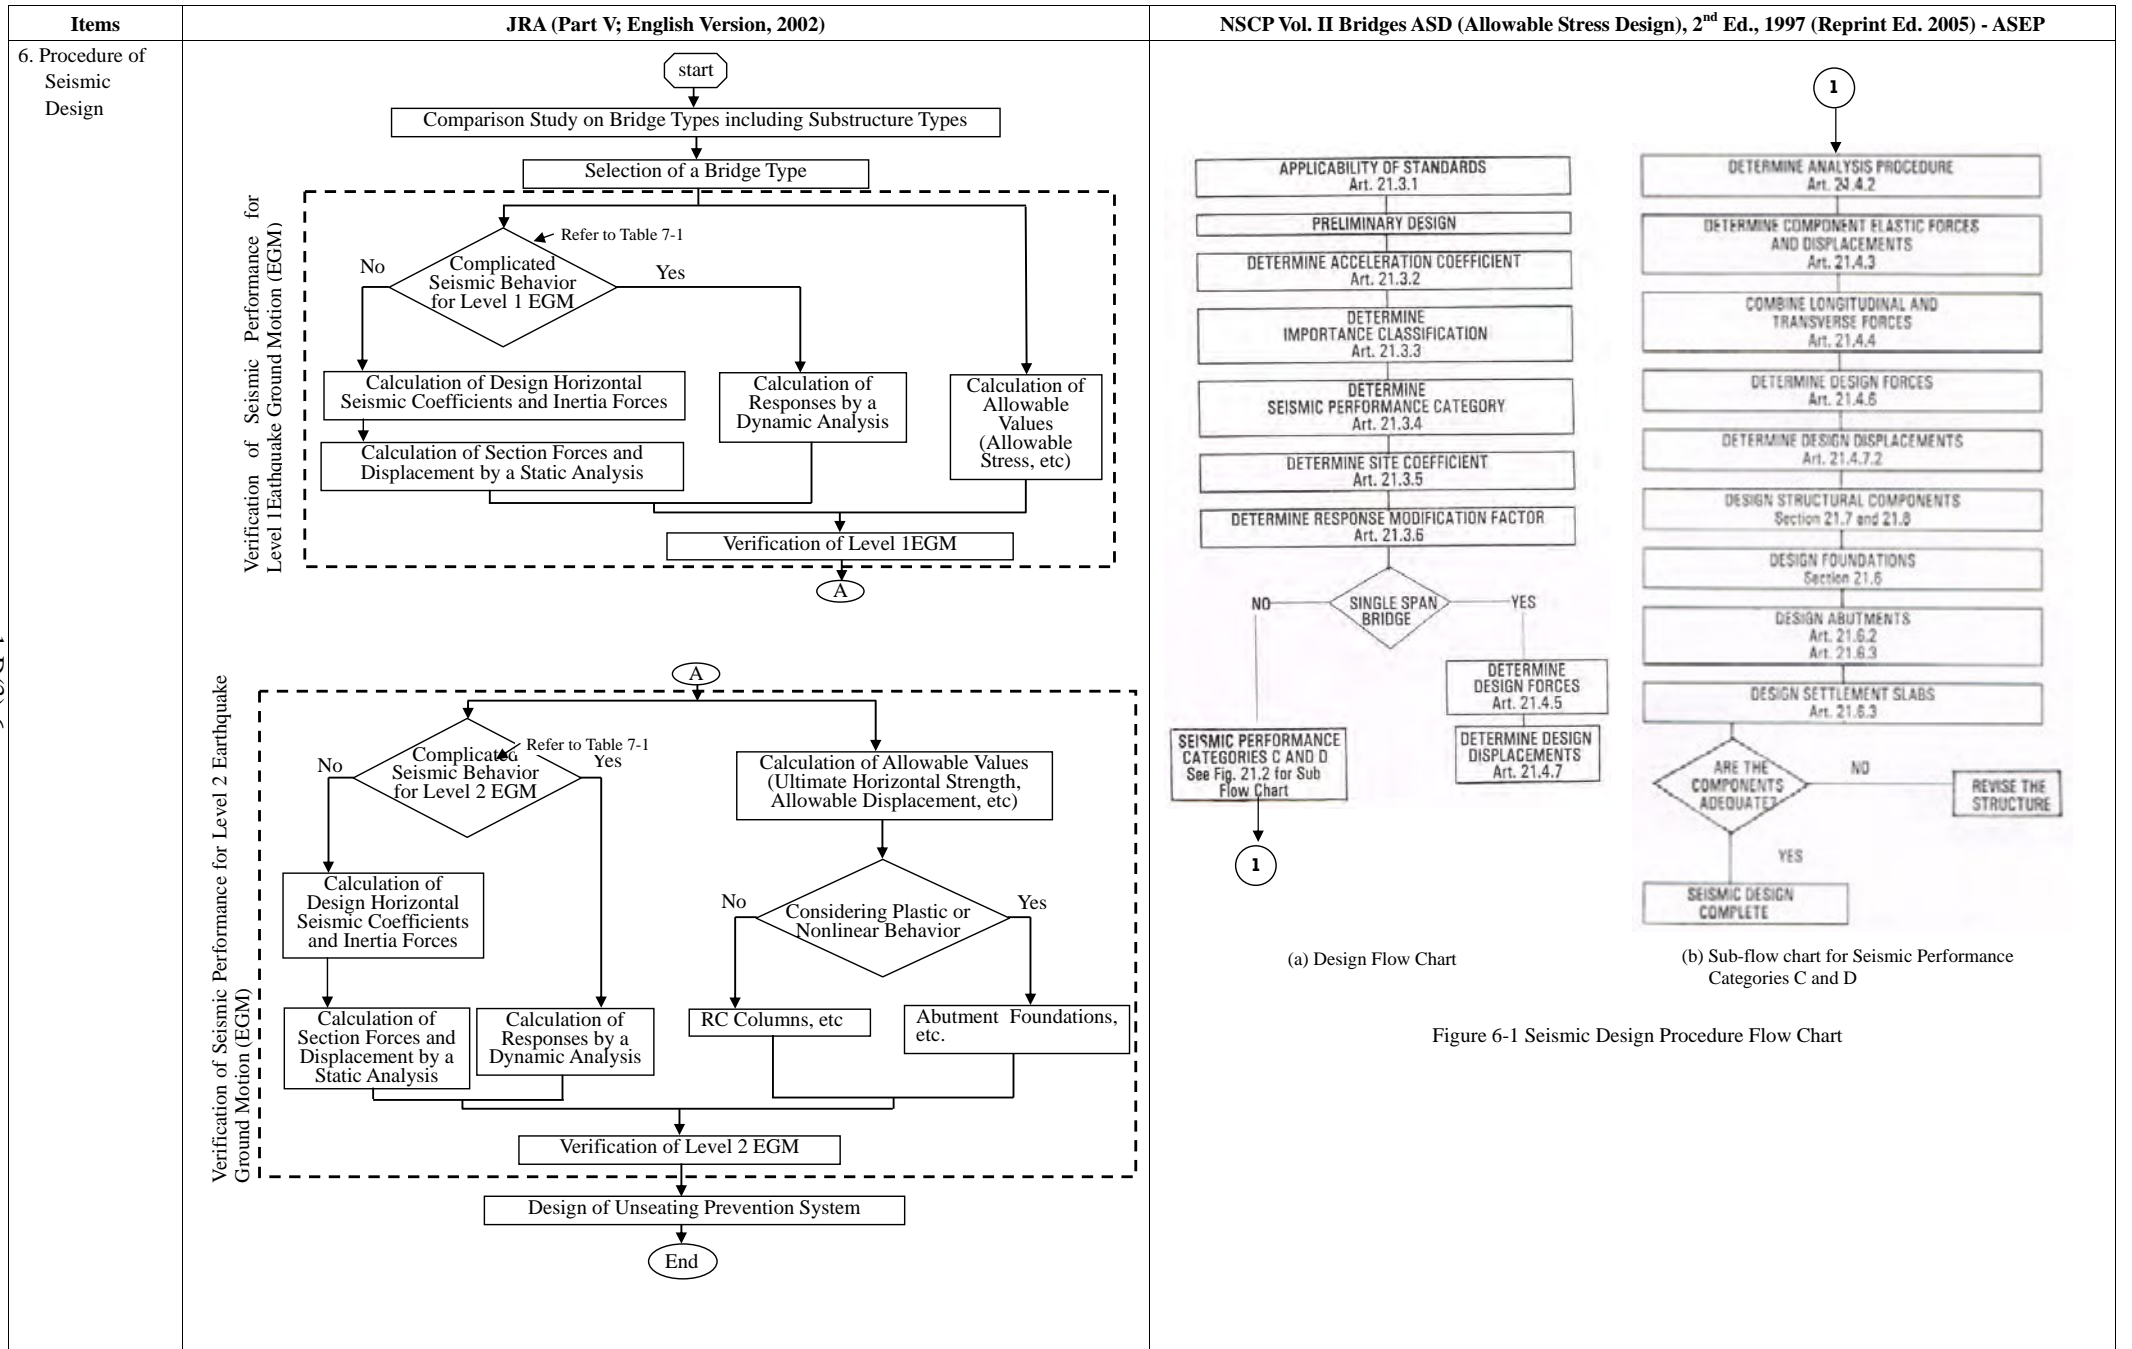 Items
JRA (Part V; English Version, 2002)
NSCP Vol. II Bridges ASD (Allowable Stress Design), 2nd Ed., 1997 (Reprint Ed. 2005) - ASEP
6. Procedure of
Seismic
Design
start
Comparison Study on Bridge Types including Substructure Types
Selection of a Bridge Type
Verification of Seismic Performance for
Level 1Eathquake Ground Motion (EGM)
Refer to Table 7-1
Complicated
Seismic Behavior
for Level 1 EGM
No
Yes
Calculation of Design Horizontal
Seismic Coefficients and Inertia Forces
Calculation of Section Forces and
Displacement by a Static Analysis
Calculation of
Responses by a
Dynamic Analysis
Calculation of
Allowable
Values
(Allowable
Stress, etc)
Verification of Level 1EGM
A
A
Verification of Seismic Performance for Level 2 Earthquake
Ground Motion (EGM)
Refer to Table 7-1
Complicated
Seismic Behavior
for Level 2 EGM
No
Yes
Calculation of
Design Horizontal
Seismic Coefficients
and Inertia Forces
Calculation of
Section Forces and
Displacement by a
Static Analysis
Calculation of
Responses by a
Dynamic Analysis
Calculation of Allowable Values
(Ultimate Horizontal Strength,
Allowable Displacement, etc)
No
Considering Plastic or
Nonlinear Behavior
Yes
RC Columns, etc
Abutment Foundations,
etc.
Verification of Level 2 EGM
Design of Unseating Prevention System
End
APPLICABILITY OF STANDARDS
Art. 21.3.1
PRELIMINARY DESIGN
DETERMINE ACCELERATION COEFFICIENT
Art. 21.3.2
DETERMINE
IMPORTANCE CLASSIFICATION
Art. 21.3.3
DETERMINE
SEISMIC PERFORMANCE CATEGORY
Art. 21.3.4
DETERMINE SITE COEFFICIENT
Art. 21.3.5
DETERMINE RESPONSE MODIFICATION FACTOR
Art. 21.3.6
NO
SINGLE SPAN
BRIDGE
YES
DETERMINE
DESIGN FORCES
Art. 21.4.5
DETERMINE DESIGN
DISPLACEMENTS
Art. 21.4.7
SEISMIC PERFORMANCE
CATEGORIES C AND D
See Fig. 21.2 for Sub
Flow Chart
1
(a) Design Flow Chart
1
DETERMINE ANALYSIS PROCEDURE
Art. 21.4.2
DETERMINE COMPONENT ELASTIC FORCES
AND DISPLACEMENTS
Art. 21.4.3
COMBINE LONGITUDINAL AND
TRANSVERSE FORCES
Art. 21.4.4
DETERMINE DESIGN FORCES
Art. 21.4.6
DETERMINE DESIGN DISPLACEMENTS
Art. 21.4.7.2
DESIGN STRUCTURAL COMPONENTS
Section 21.7 and 21.8
DESIGN FOUNDATIONS
Section 21.6
DESIGN ABUTMENTS
Art. 21.6.2
Art. 21.6.3
DESIGN SETTLEMENT SLABS
Art. 21.6.3
ARE THE
COMPONENTS
ADEQUATE?
NO
REVISE THE
STRUCTURE
YES
SEISMIC DESIGN
COMPLETE
(b) Sub-flow chart for Seismic Performance
Categories C and D
Figure 6-1 Seismic Design Procedure Flow Chart